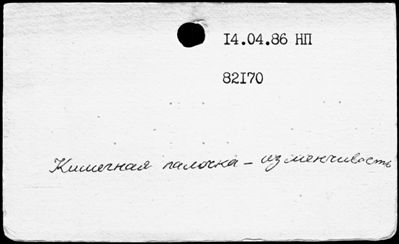 14.04.86 НП
82170
Кишечная палочка - изменчивость